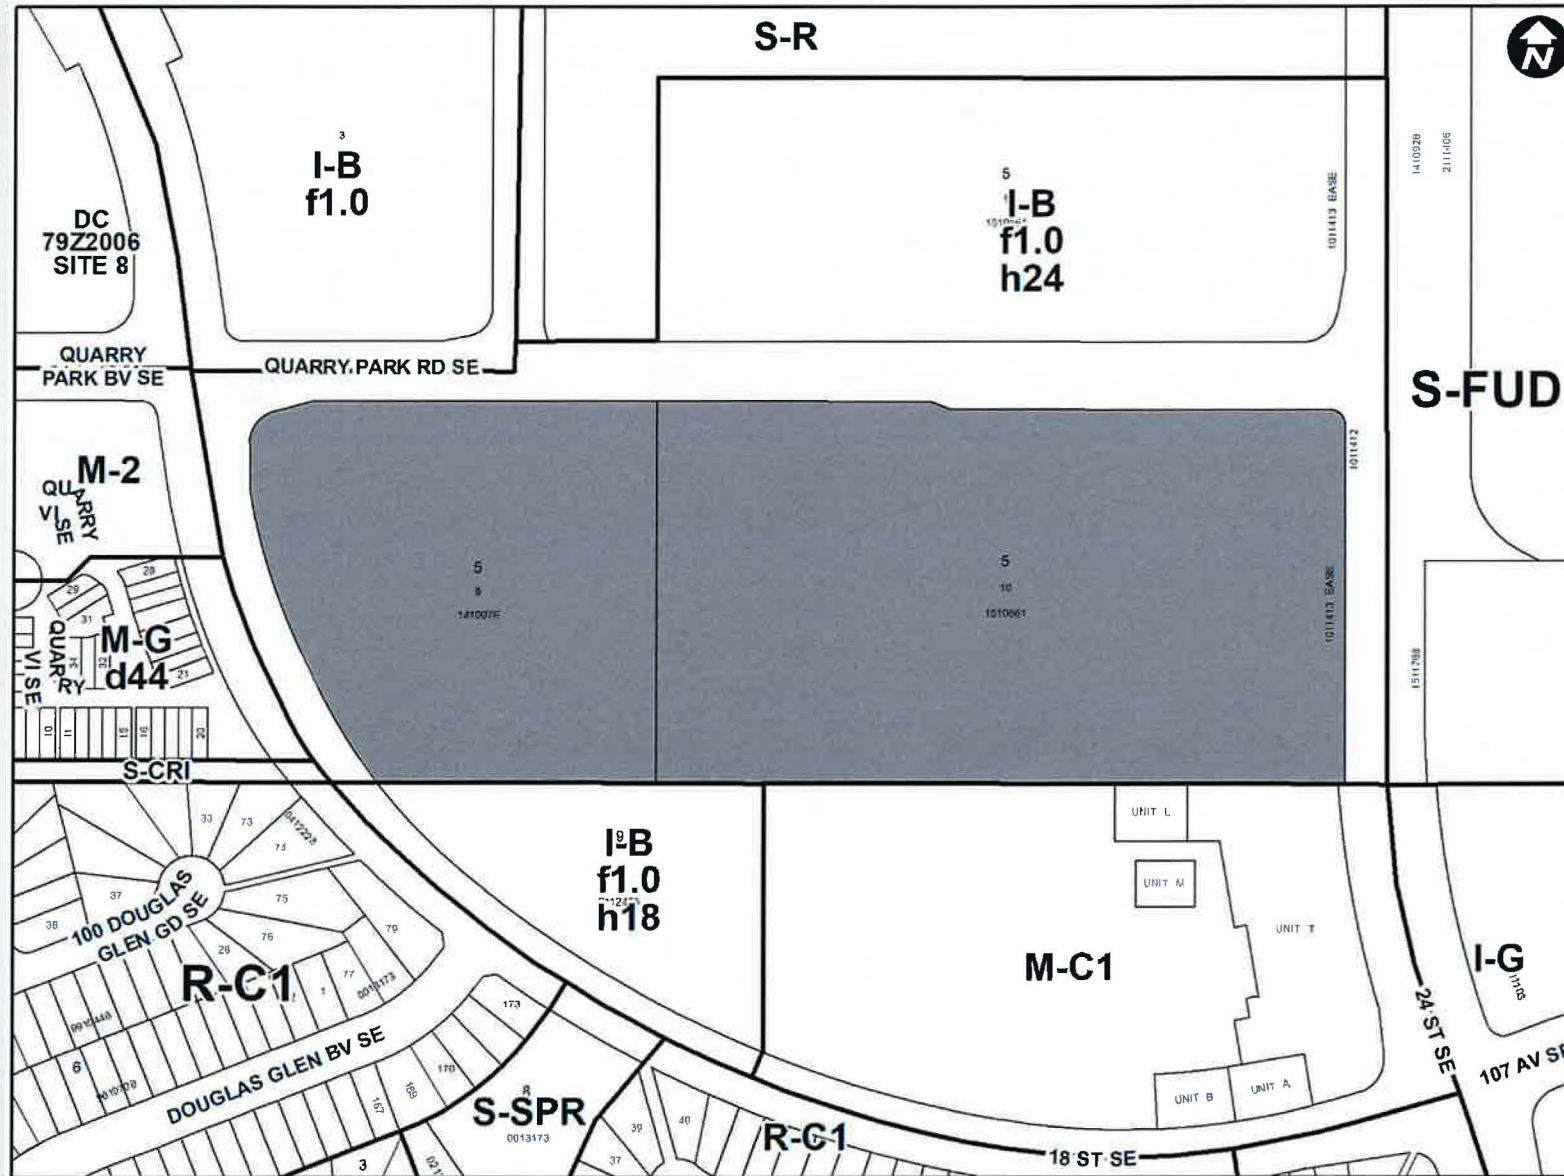 S-R
N
3
I-B
f1.0
DC
79Z2006
SITE 8
5
I-B
f1.0
h24
1011413 EASE
1410928
2111406
QUARRY
PARK BV SE
QUARRY PARK RD SE
S-FUD
M-2
QUARRY
VI SE
1011412
5
10
1010661
1011413 EASE
5
1511788
28
29
31
M-G
d44
34
32
21
QUARRY
VI SE
10
11
15
16
20
S-CRI
33
73
74
0412228
37
38
75
76
79
100 DOUGLAS
GLEN GD SE
26
77
0013173
R-C1
6
DOUGLAS GLEN BV SE
173
170
169
167
3
S-SPR
0013173
39
37
40
R-C1
I-B
9
f1.0
h18
M-C1
UNIT L
UNIT M
UNIT T
UNIT B
UNIT A
I-G
24 ST SE
107 AV SE
18 ST SE